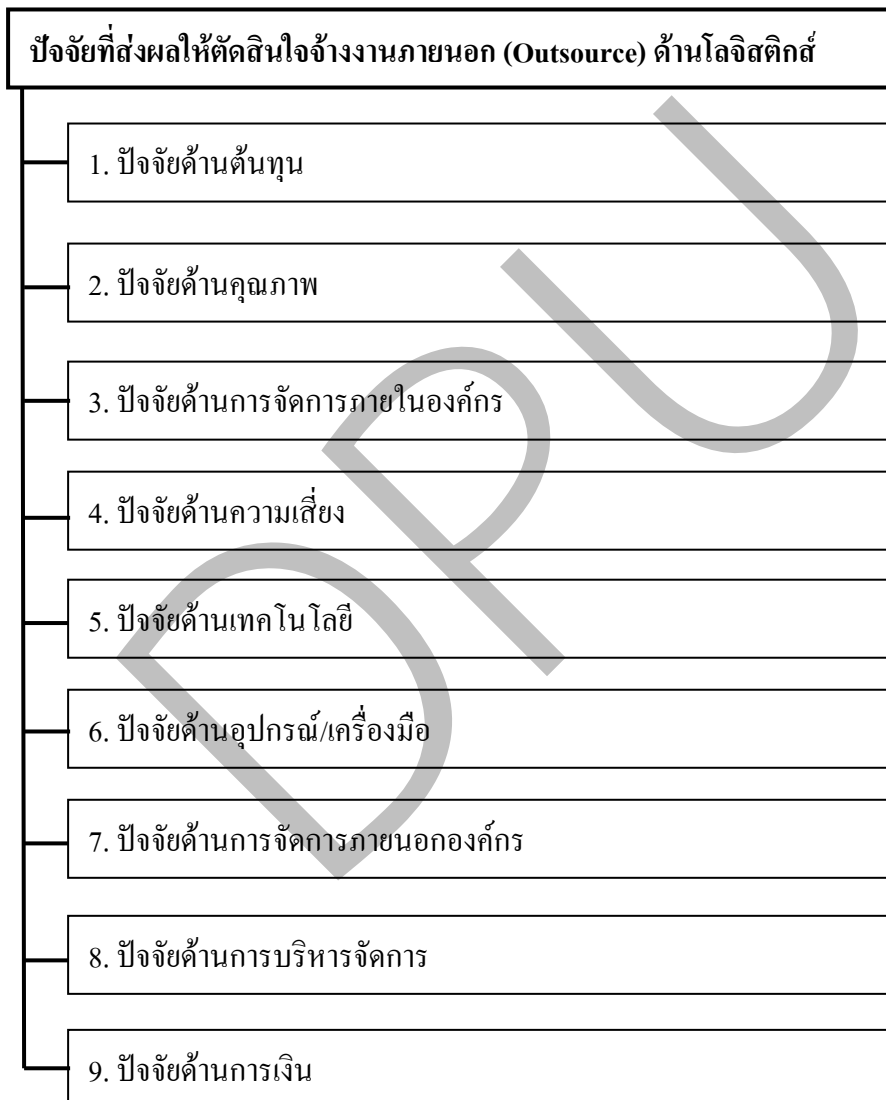 ปัจจัยที่ส่งผลให้ตัดสินใจจ้างงานภายนอก (Outsource) ด้านโลจิสติกส์
1. ปัจจัยด้านต้นทุน
2. ปัจจัยด้านคุณภาพ
3. ปัจจัยด้านการจัดการภายในองค์กร
4. ปัจจัยด้านความเสี่ยง
5. ปัจจัยด้านเทคโนโลยี
6. ปัจจัยด้านอุปกรณ์/เครื่องมือ
7. ปัจจัยด้านการจัดการภายนอกองค์กร
8. ปัจจัยด้านการบริหารจัดการ
9. ปัจจัยด้านการเงิน
DPU